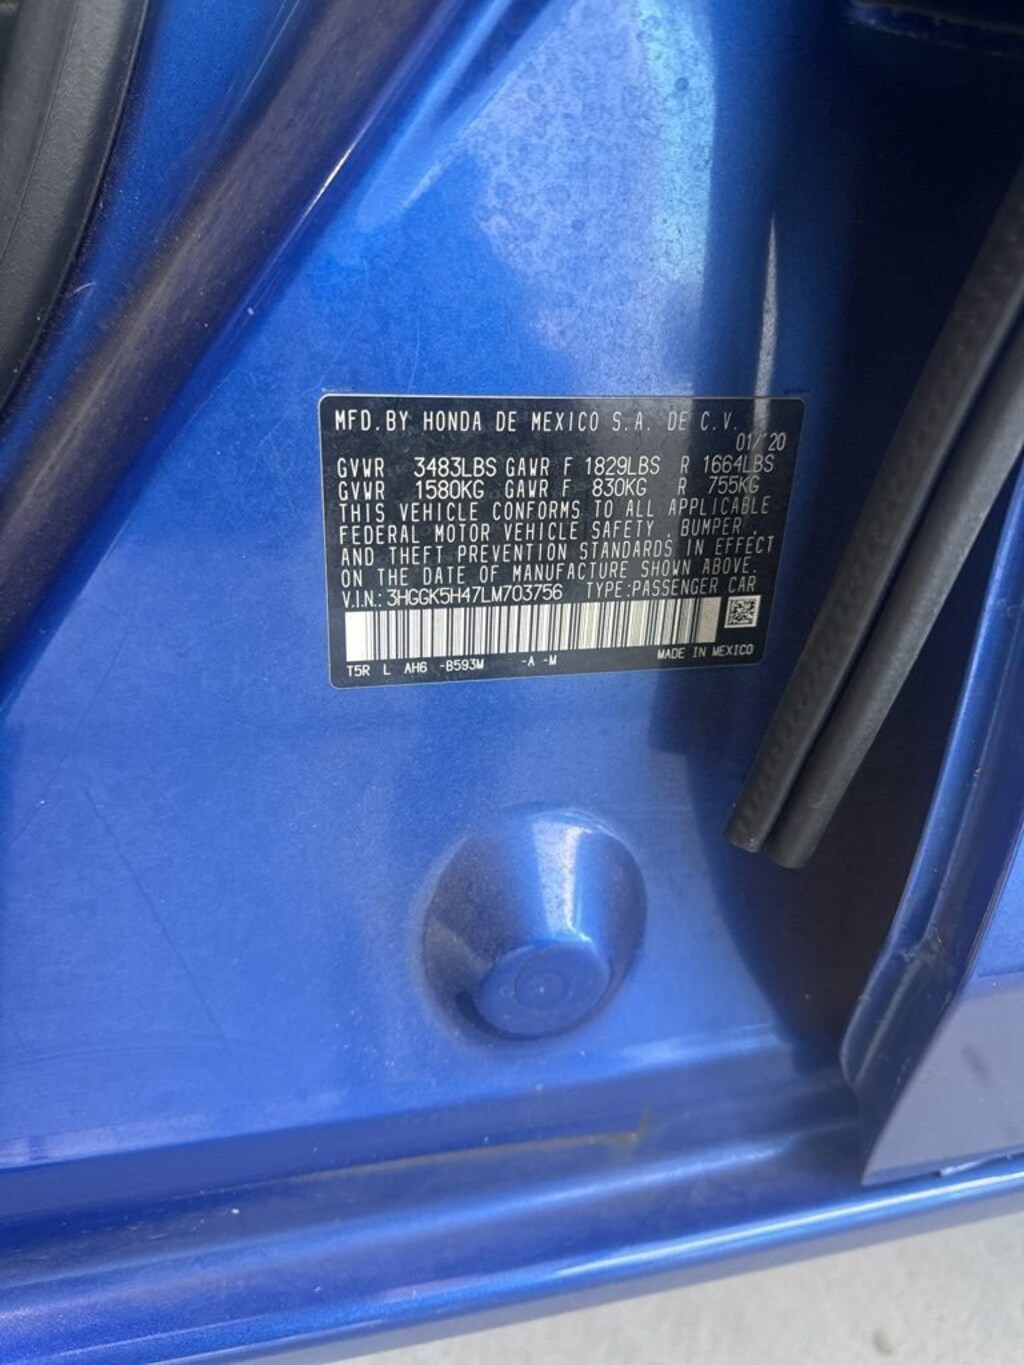 MFD. BY HONDA DE MEXICO S.A. DE C.V.
01/'20
GVWR 3483LBS GAWR F 1829LBS R 1664LBS
GVWR 1580KG GAWR F 830KG R 755KG
THIS VEHICLE CONFORMS TO ALL APPLICABLE
FEDERAL MOTOR VEHICLE SAFETY, BUMPER,
AND THEFT PREVENTION STANDARDS IN EFFECT
ON THE DATE OF MANUFACTURE SHOWN ABOVE.
V.I.N.: 3HGGK5H47LM703756 TYPE: PASSENGER CAR
T5R L AH6 -B593M -A -M MADE IN MEXICO